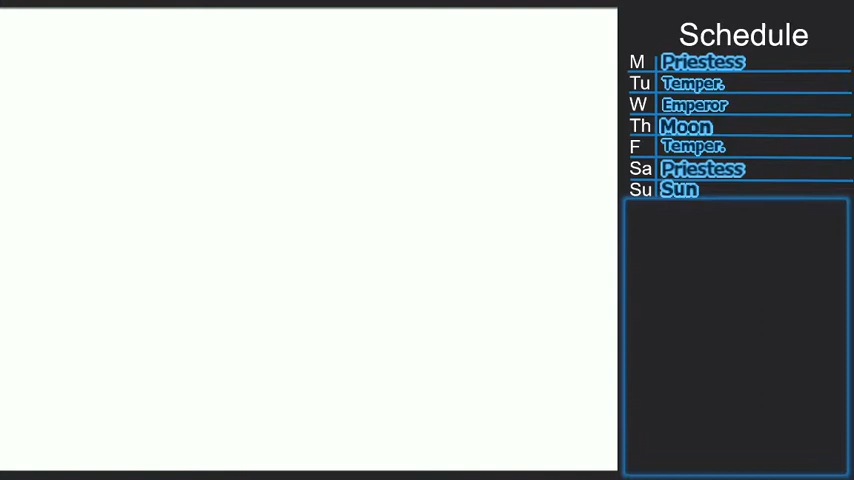 Schedule
M Priestess
Tu Temper.
W Emperor
Th Moon
F Temper.
Sa Priestess
Su Sun